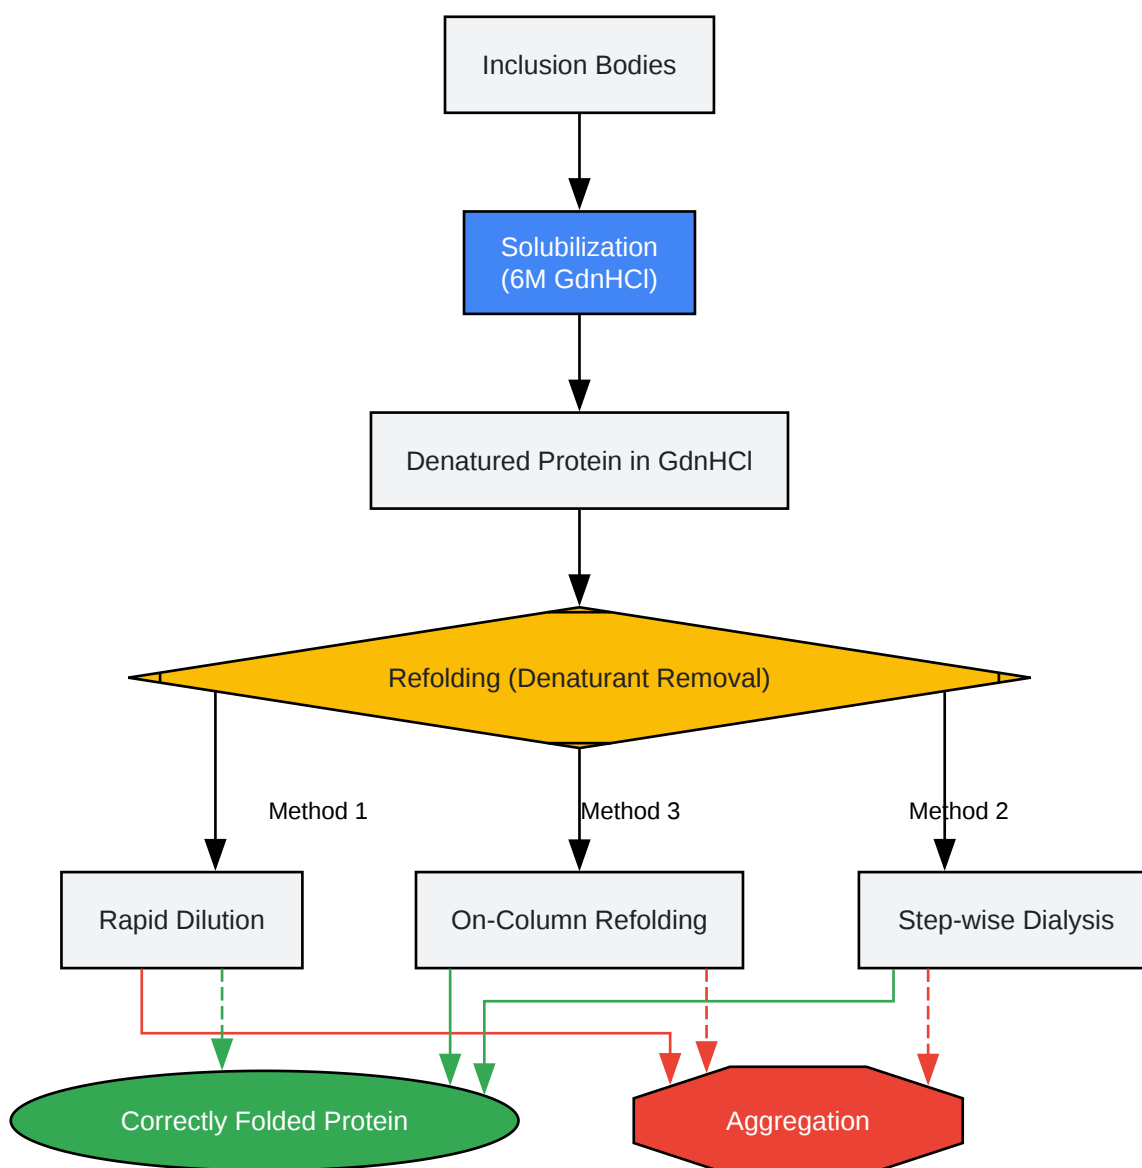 Inclusion Bodies
Solubilization
(6M GdnHCl)
Denatured Protein in GdnHCl
Refolding (Denaturant Removal)
Method 1
Method 3
Method 2
Rapid Dilution
On-Column Refolding
Step-wise Dialysis
Correctly Folded Protein
Aggregation